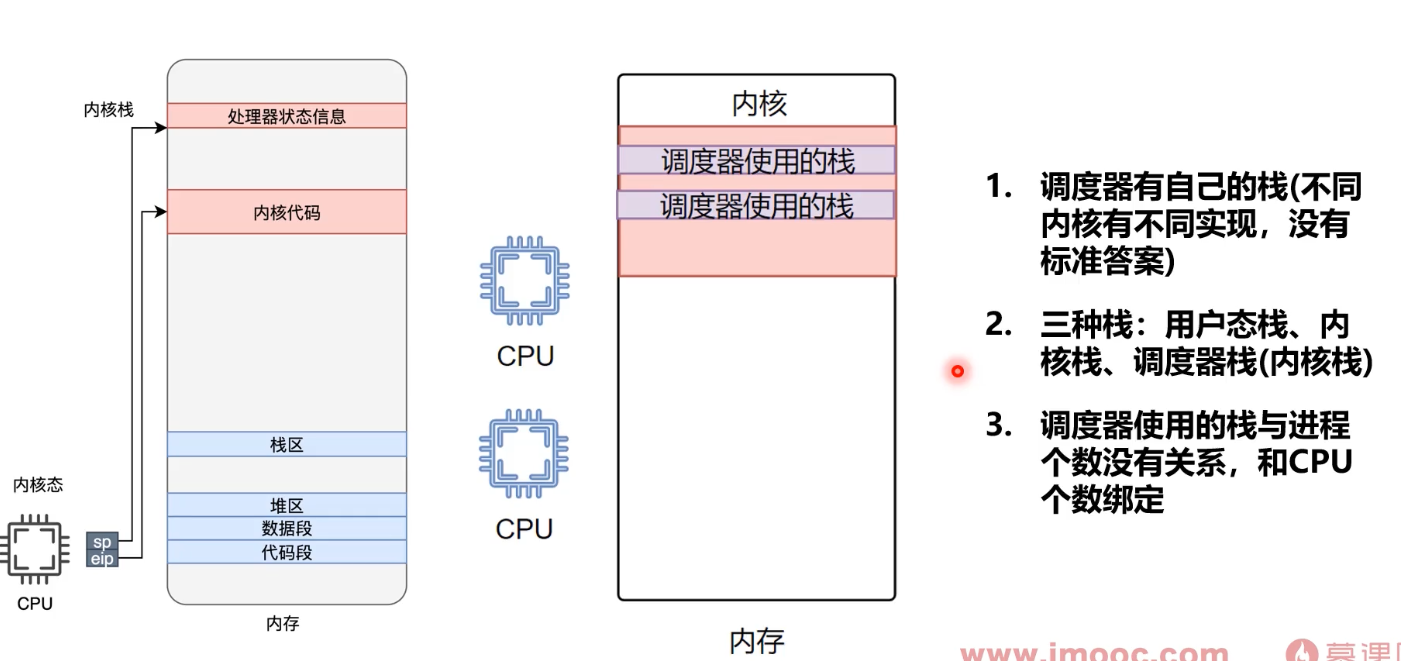 内核栈
处理器状态信息
内核代码
栈区
堆区
数据段
代码段
内核态
sp
eip
CPU
内存
CPU
CPU
内核
调度器使用的栈
调度器使用的栈
内存
1. 调度器有自己的栈(不同
内核有不同实现，没有
标准答案)
2. 三种栈：用户态栈、内
核栈、调度器栈(内核栈)
3. 调度器使用的栈与进程
个数没有关系，和CPU
个数绑定
www.imooc.com
慕课